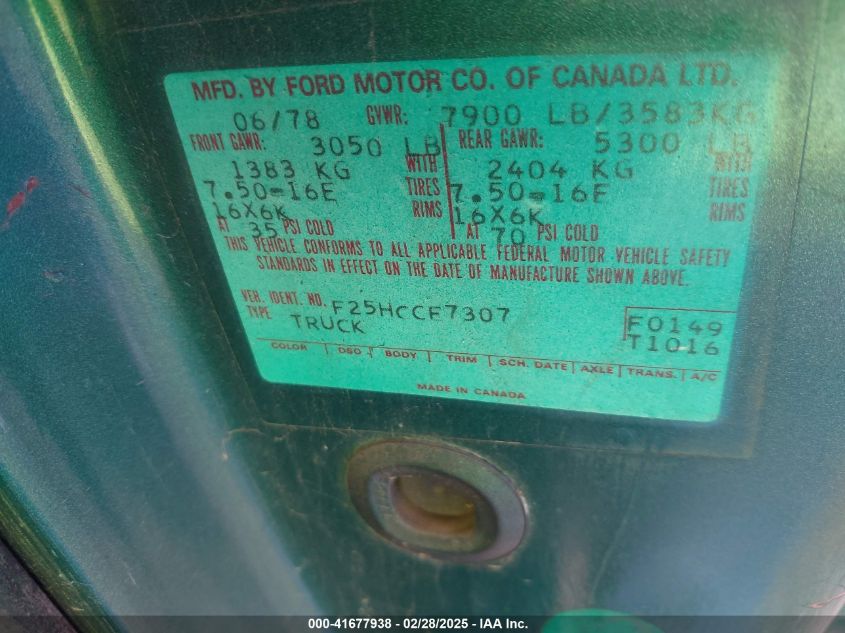 MFD. BY FORD MOTOR CO. OF CANADA LTD.
06/78 GVWR: 7900 LB/3583KG
FRONT GAWR: 3050 LB REAR GAWR: 5300 LB
1383 KG WITH 2404 KG WITH
7.50-16E TIRES 7.50-16E TIRES
16X6K RIMS 16X6K RIMS
AT 35 PSI COLD AT 70 PSI COLD
THIS VEHICLE CONFORMS TO ALL APPLICABLE FEDERAL MOTOR VEHICLE SAFETY
STANDARDS IN EFFECT ON THE DATE OF MANUFACTURE SHOWN ABOVE.
VER. IDENT. NO. F25HCCF7307 F0149
TYPE TRUCK T1016
COLOR DSO BODY TRIM SCH. DATE AXLE TRANS. A/C
MADE IN CANADA
000-41677938 - 02/28/2025 - IAA Inc.